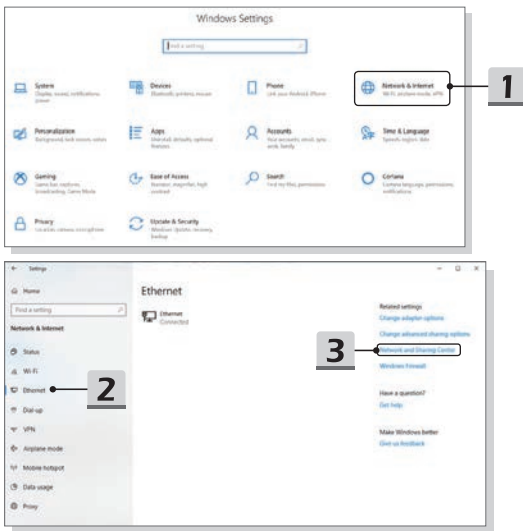 Windows Settings
Find a setting
System
Display, sound, notifications, power
Devices
Bluetooth, printers, mouse
Phone
Link your Android, iPhone
Network & Internet
Wi-Fi, airplane mode, VPN
1
Personalization
Background, lock screen, colors
Apps
Uninstall, defaults, optional features
Accounts
Your accounts, email, sync, work, family
Time & Language
Speech, region, date
Gaming
Game bar, captures, broadcasting, Game Mode
Ease of Access
Narrator, magnifier, high contrast
Search
Find my files, permissions
Cortana
Cortana language, permissions, notifications
Privacy
Location, camera, microphone
Update & Security
Windows Update, recovery, backup
Settings
Home
Find a setting
Network & Internet
Status
Wi-Fi
Ethernet
2
Dial-up
VPN
Airplane mode
Mobile hotspot
Data usage
Proxy
Ethernet
Ethernet
Connected
Related settings
Change adapter options
Change advanced sharing options
3
Network and Sharing Center
Windows Firewall
Have a question?
Get help
Make Windows better
Give us feedback